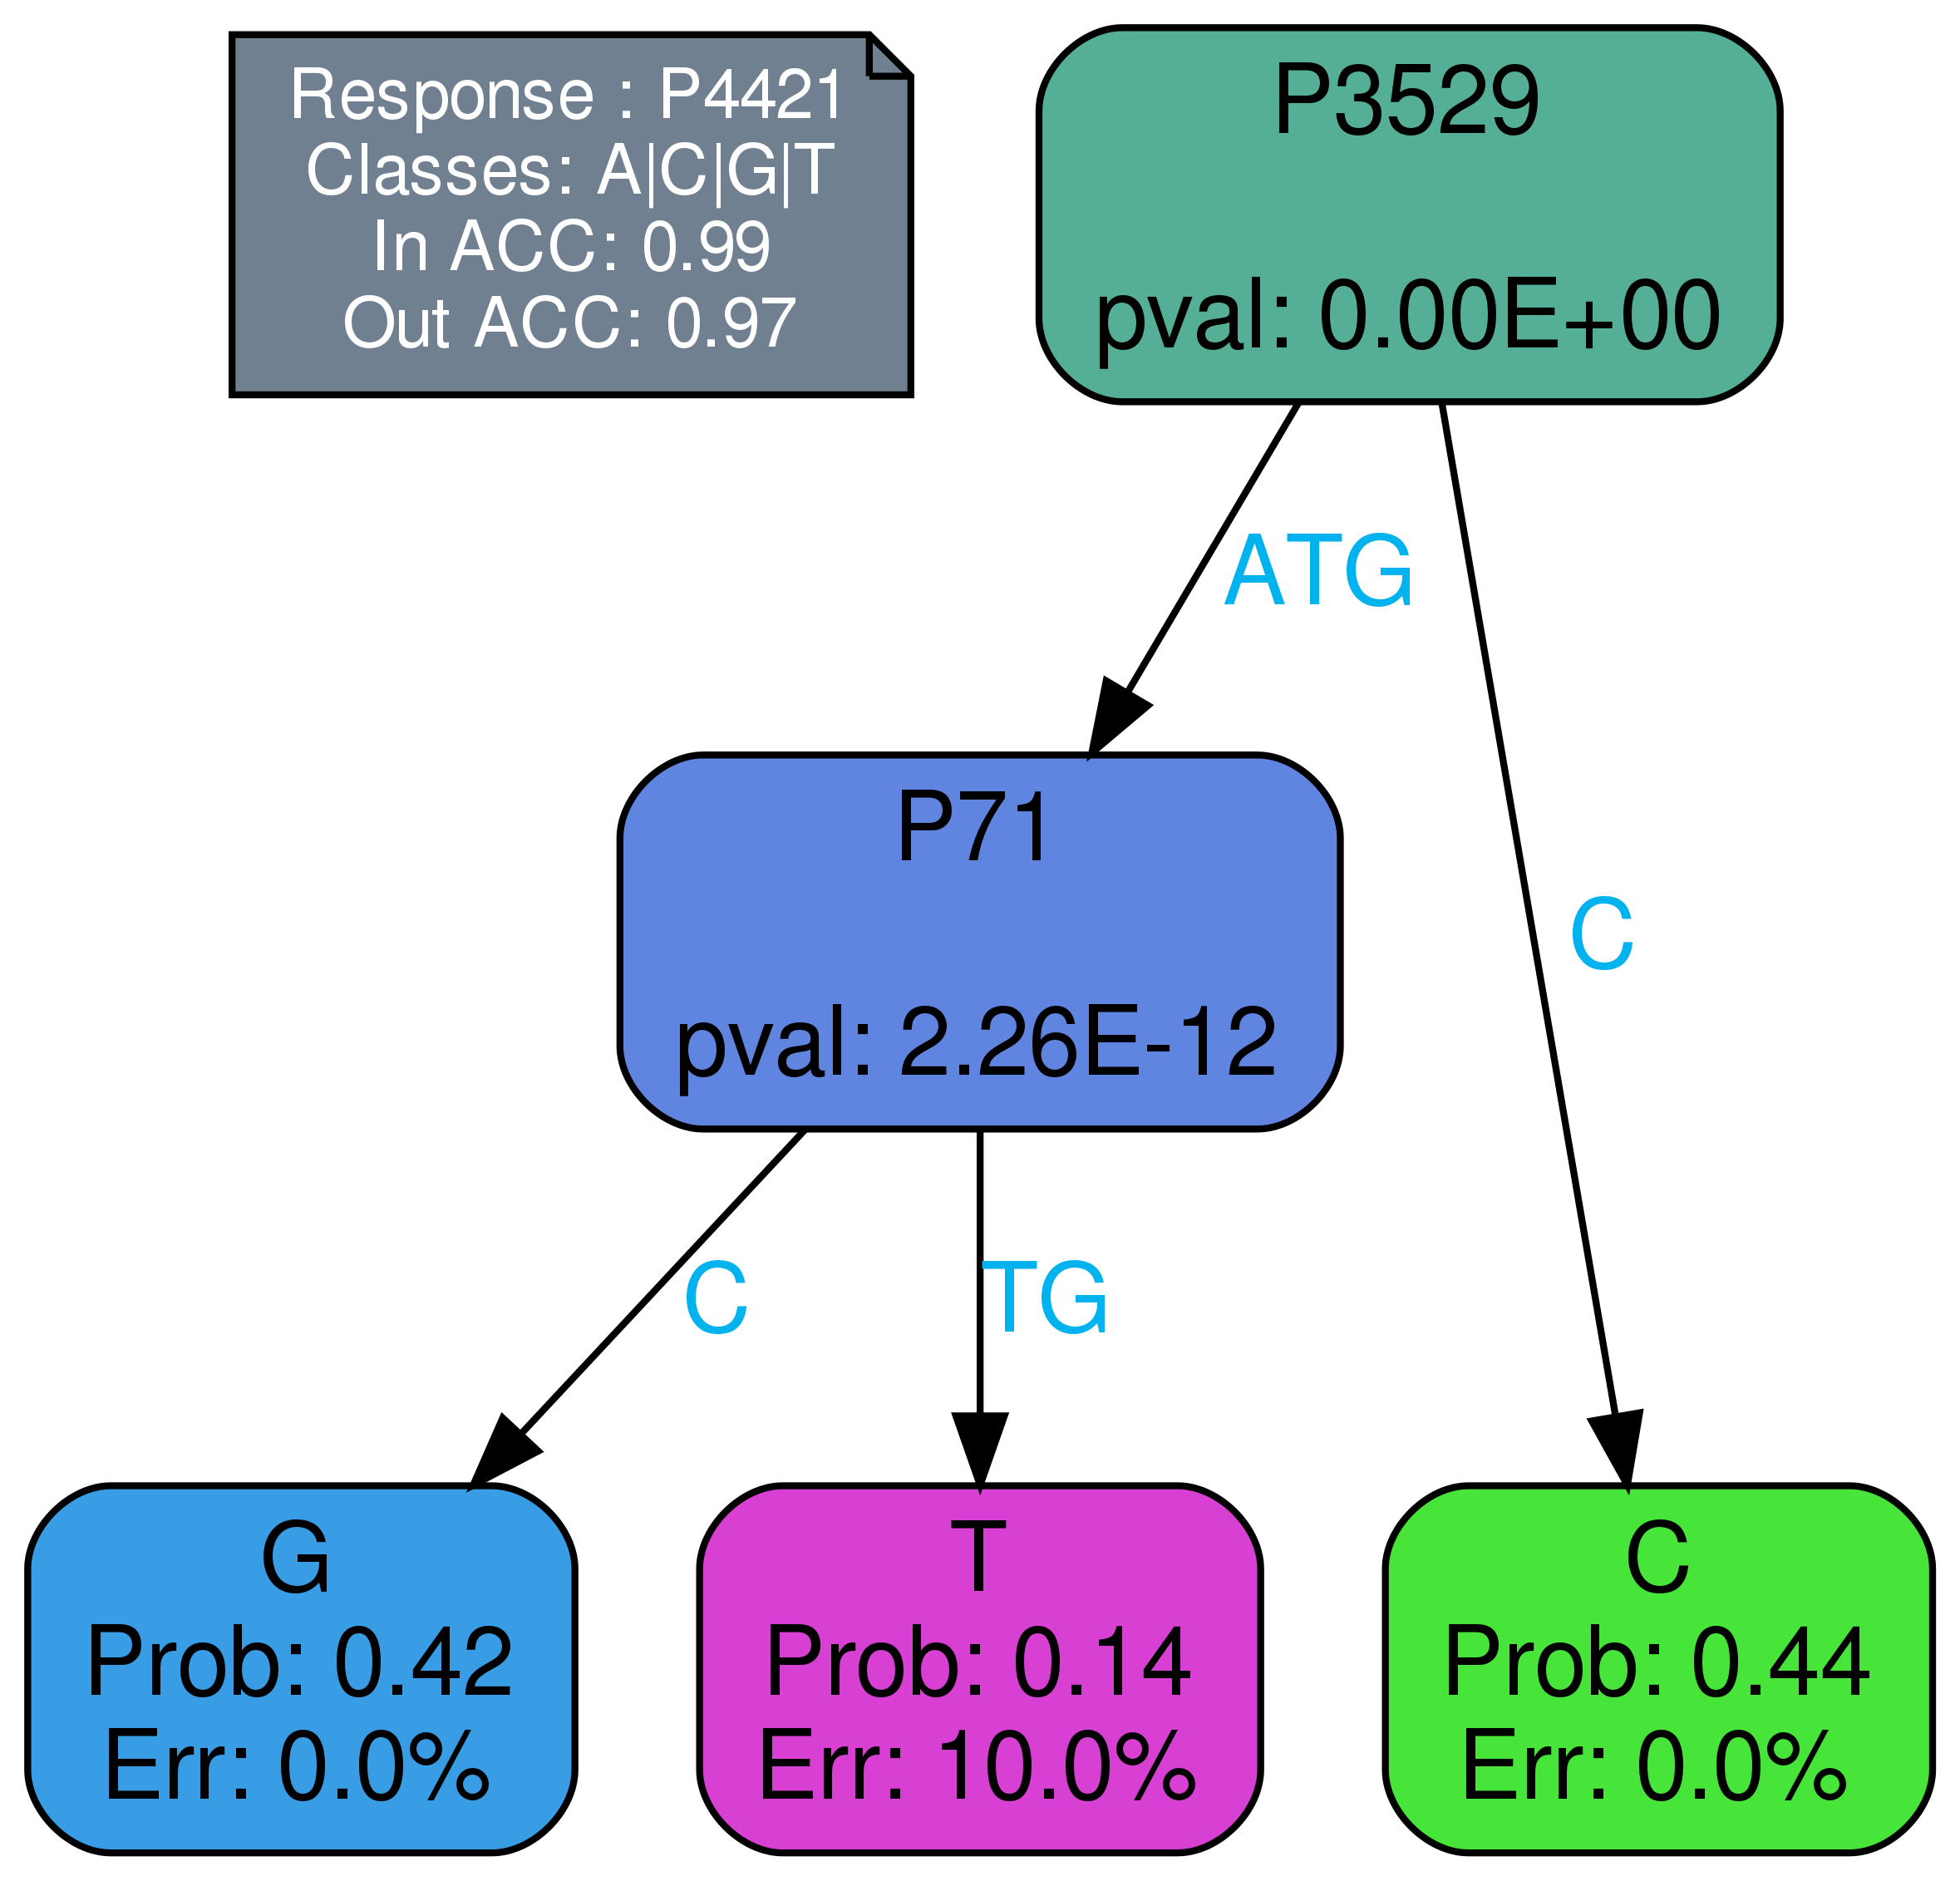 Response : P4421
Classes: A|C|G|T
In ACC: 0.99
Out ACC: 0.97
P3529
pval: 0.00E+00
ATG
P71
pval: 2.26E-12
C
C
TG
G
Prob: 0.42
Err: 0.0%
T
Prob: 0.14
Err: 10.0%
C
Prob: 0.44
Err: 0.0%